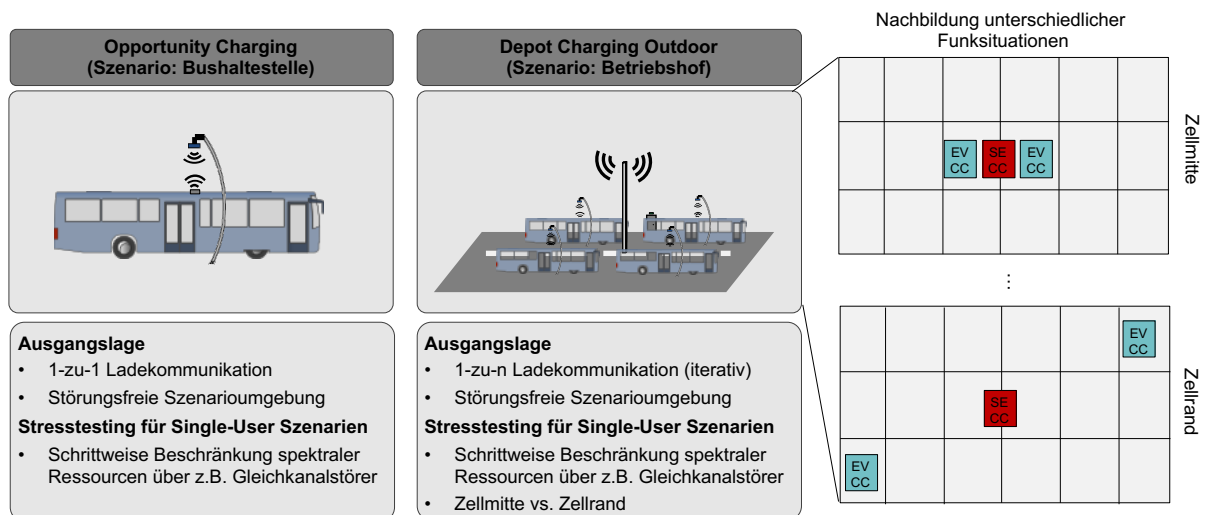 Nachbildung unterschiedlicher
Funksituationen
Opportunity Charging
(Szenario: Bushaltestelle)
Depot Charging Outdoor
(Szenario: Betriebshof)
EV
CC
SE
CC
EV
CC
Zellmitte
...
EV
CC
SE
CC
EV
CC
Zellrand
Ausgangslage
• 1-zu-1 Ladekommunikation
• Störungsfreie Szenarioumgebung
Stresstesting für Single-User Szenarien
• Schrittweise Beschränkung spektraler
Ressourcen über z.B. Gleichkanalstörer
Ausgangslage
• 1-zu-n Ladekommunikation (iterativ)
• Störungsfreie Szenarioumgebung
Stresstesting für Single-User Szenarien
• Schrittweise Beschränkung spektraler
Ressourcen über z.B. Gleichkanalstörer
• Zellmitte vs. Zellrand